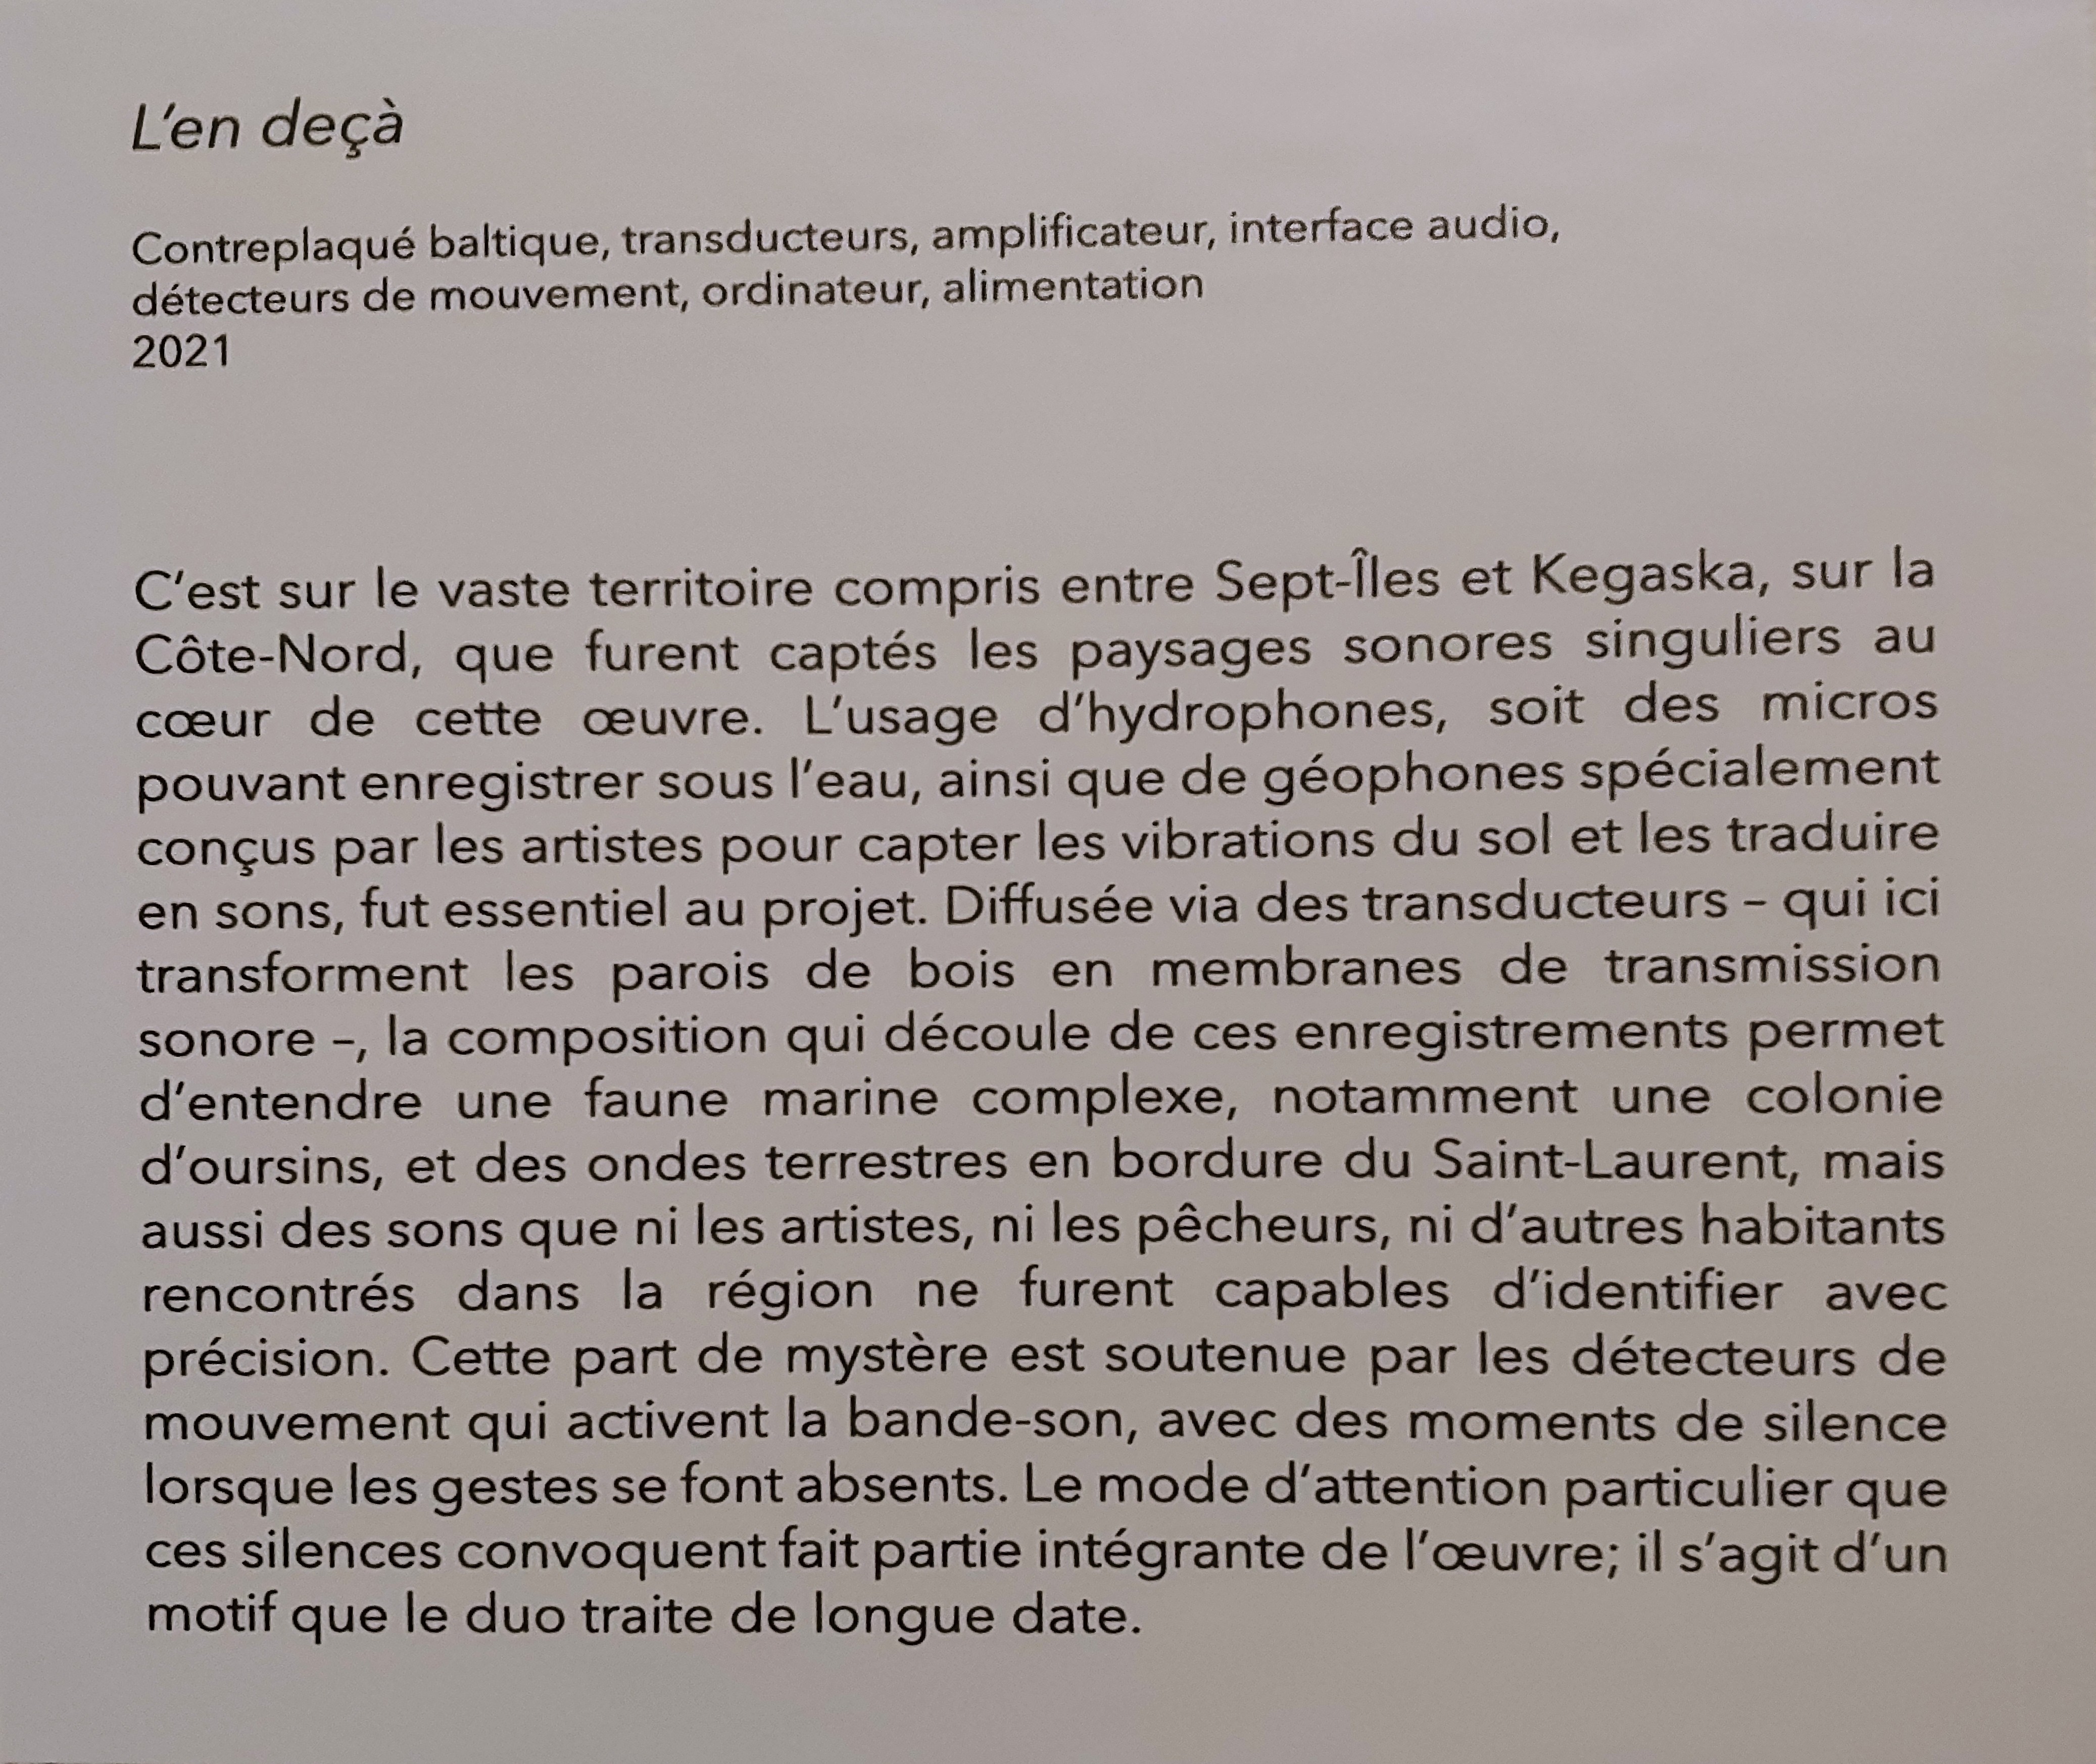 L'en deçà
Contreplaqué baltique, transducteurs, amplificateur, interface audio,
détecteurs de mouvement, ordinateur, alimentation
2021
C'est sur le vaste territoire compris entre Sept-Îles et Kegaska, sur la
Côte-Nord, que furent captés les paysages sonores singuliers au
cœur de cette œuvre. L'usage d'hydrophones, soit des micros
pouvant enregistrer sous l'eau, ainsi que de géophones spécialement
conçus par les artistes pour capter les vibrations du sol et les traduire
en sons, fut essentiel au projet. Diffusée via des transducteurs – qui ici
transforment les parois de bois en membranes de transmission
sonore –, la composition qui découle de ces enregistrements permet
d'entendre une faune marine complexe, notamment une colonie
d'oursins, et des ondes terrestres en bordure du Saint-Laurent, mais
aussi des sons que ni les artistes, ni les pêcheurs, ni d'autres habitants
rencontrés dans la région ne furent capables d'identifier avec
précision. Cette part de mystère est soutenue par les détecteurs de
mouvement qui activent la bande-son, avec des moments de silence
lorsque les gestes se font absents. Le mode d'attention particulier que
ces silences convoquent fait partie intégrante de l'œuvre; il s'agit d'un
motif que le duo traite de longue date.